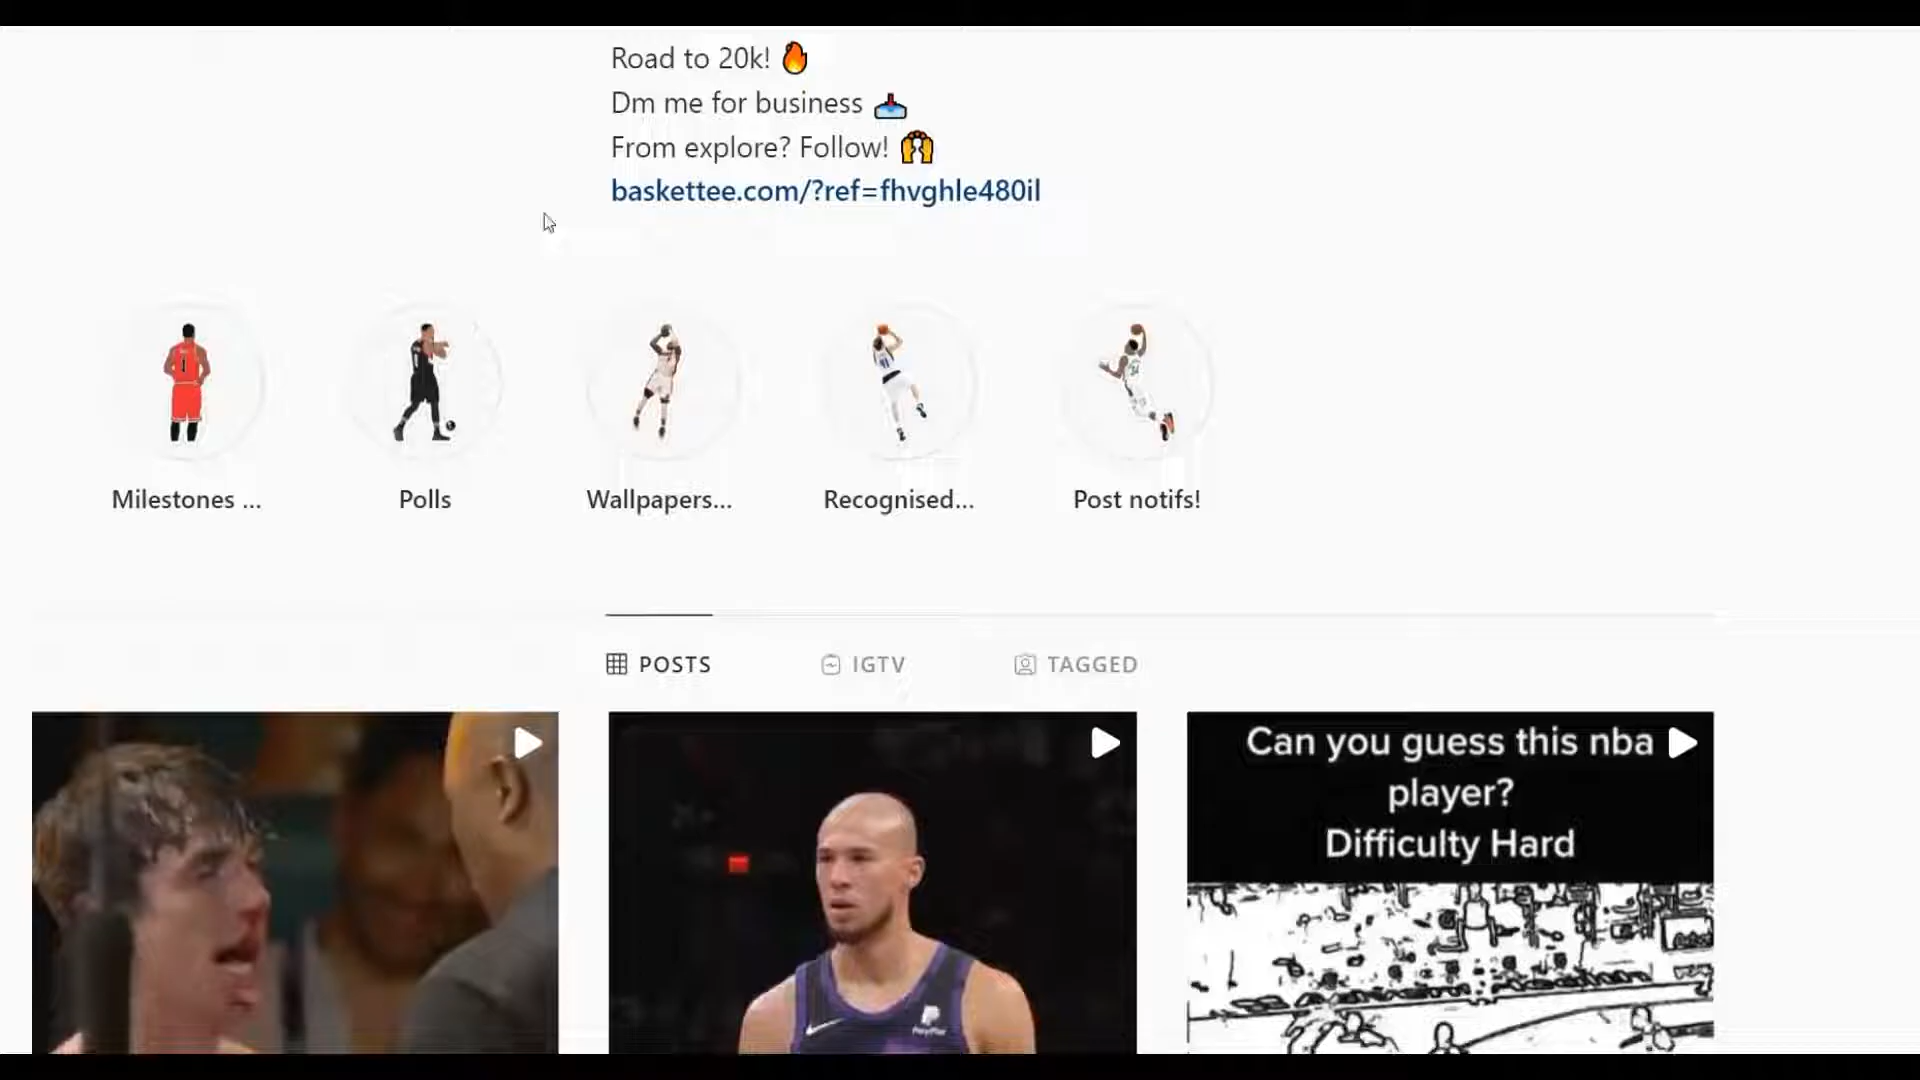 Road to 20k! 🔥
Dm me for business 📥
From explore? Follow! 🙌
baskettee.com/?ref=fhvghle480il
Milestones ...
Polls
Wallpapers...
Recognised...
Post notifs!
POSTS
IGTV
TAGGED
Can you guess this nba
player?
Difficulty Hard
PayPal